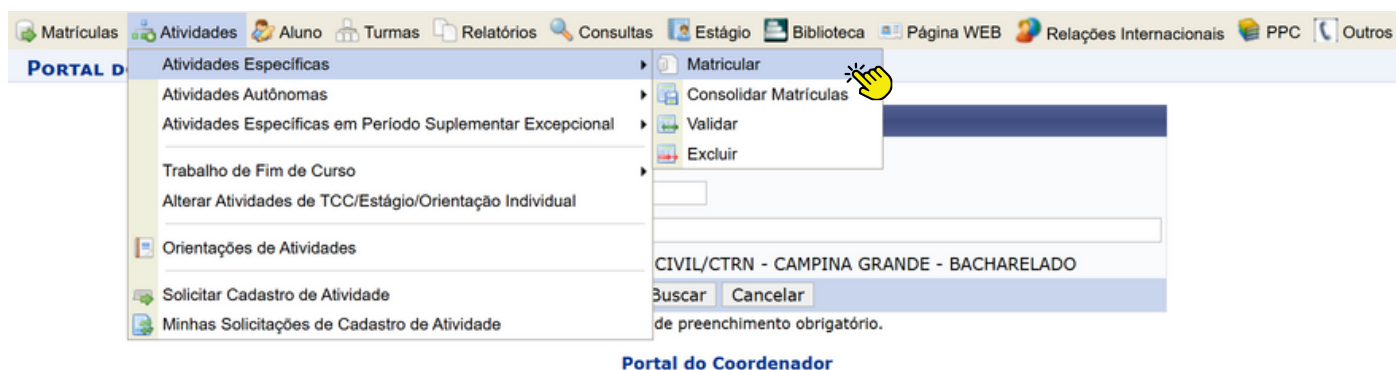 Matrículas Atividades Aluno Turmas Relatórios Consultas Estágio Biblioteca Página WEB Relações Internacionais PPC Outros
PORTAL D
Atividades Específicas
Atividades Autônomas
Atividades Específicas em Período Suplementar Excepcional
Trabalho de Fim de Curso
Alterar Atividades de TCC/Estágio/Orientação Individual
Orientações de Atividades
Solicitar Cadastro de Atividade
Minhas Solicitações de Cadastro de Atividade
Matricular
Consolidar Matrículas
Validar
Excluir
CIVIL/CTRN - CAMPINA GRANDE - BACHARELADO
Buscar Cancelar
de preenchimento obrigatório.
Portal do Coordenador